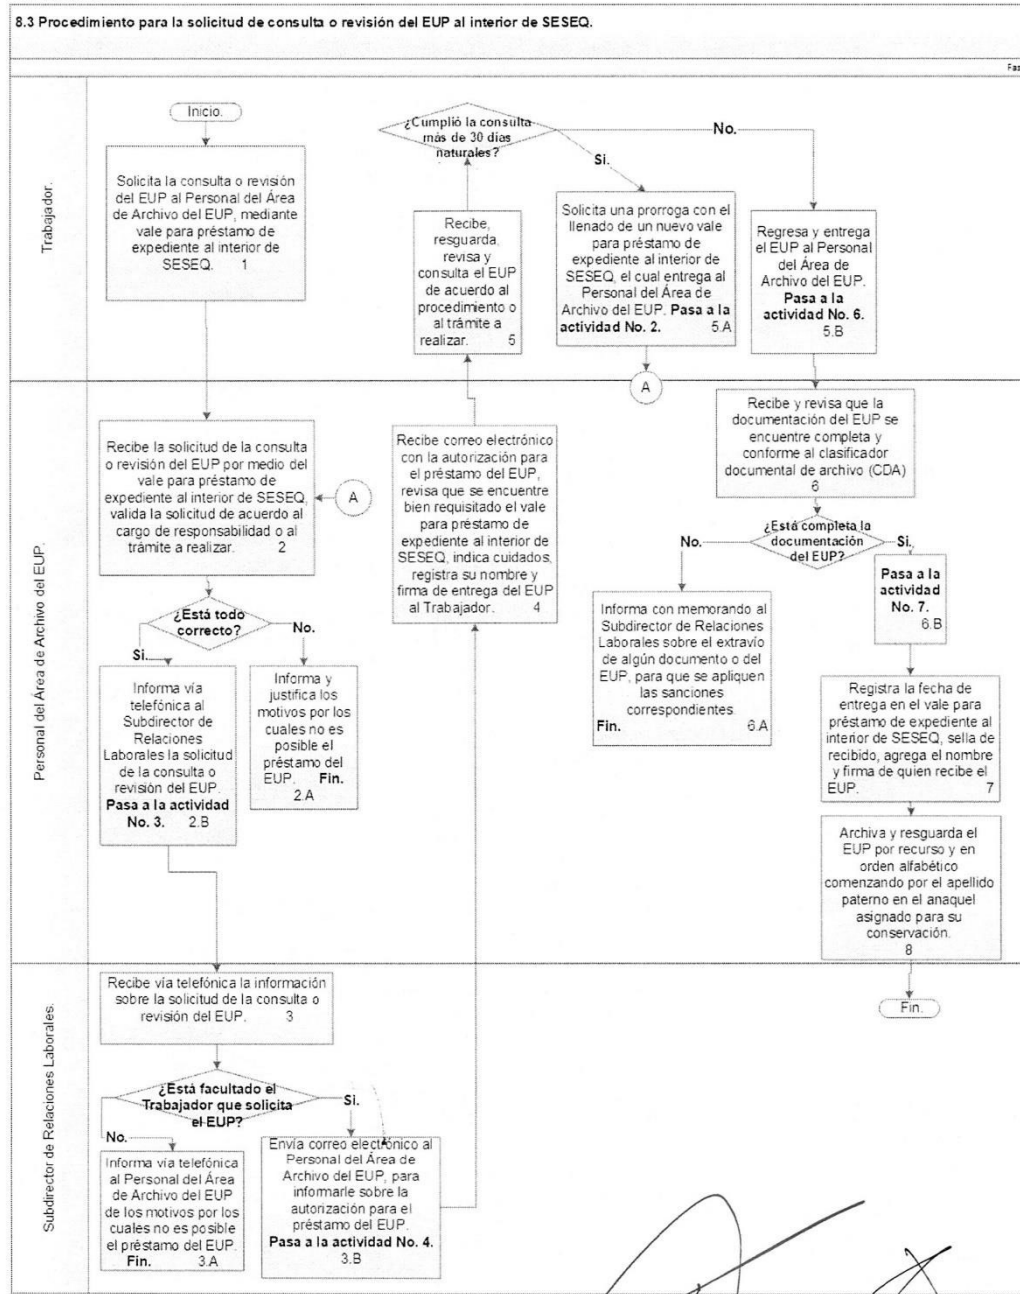 8.3 Procedimiento para la solicitud de consulta o revisión del EUP al interior de SESEQ.
Fas
Trabajador.
Inicio.
Solicita la consulta o revisión
del EUP al Personal del Área
de Archivo del EUP, mediante
vale para préstamo de
expediente al interior de
SESEQ. 1
¿Cumplió la consulta
más de 30 días
naturales?
No.
Si.
Recibe,
resguarda,
revisa y
consulta el EUP
de acuerdo al
procedimiento o
al trámite a
realizar. 5
Solicita una prorroga con el
llenado de un nuevo vale
para préstamo de
expediente al interior de
SESEQ, el cual entrega al
Personal del Área de
Archivo del EUP. Pasa a la
actividad No. 2. 5.A
Regresa y entrega
el EUP al Personal
del Área de
Archivo del EUP.
Pasa a la
actividad No. 6.
5.B
A
Personal del Área de Archivo del EUP.
Recibe la solicitud de la consulta
o revisión del EUP por medio del
vale para préstamo de
expediente al interior de SESEQ,
valida la solicitud de acuerdo al
cargo de responsabilidad o al
trámite a realizar. 2
A
¿Está todo
correcto?
No.
Si.
Informa vía
telefónica al
Subdirector de
Relaciones
Laborales la solicitud
de la consulta o
revisión del EUP.
Pasa a la actividad
No. 3. 2.B
Informa y
justifica los
motivos por los
cuales no es
posible el
préstamo del
EUP. Fin.
2.A
Recibe correo electrónico
con la autorización para
el préstamo del EUP,
revisa que se encuentre
bien requisitado el vale
para préstamo de
expediente al interior de
SESEQ, indica cuidados,
registra su nombre y
firma de entrega del EUP
al Trabajador. 4
Recibe y revisa que la
documentación del EUP se
encuentre completa y
conforme al clasificador
documental de archivo (CDA)
6
¿Está completa la
documentación
del EUP?
No.
Si.
Informa con memorando al
Subdirector de Relaciones
Laborales sobre el extravío
de algún documento o del
EUP, para que se apliquen
las sanciones
correspondientes.
Fin. 6.A
Pasa a la
actividad
No. 7.
6.B
Registra la fecha de
entrega en el vale para
préstamo de expediente al
interior de SESEQ, sella de
recibido, agrega el nombre
y firma de quien recibe el
EUP. 7
Archiva y resguarda el
EUP por recurso y en
orden alfabético
comenzando por el apellido
paterno en el anaquel
asignado para su
conservación.
8
Fin.
Subdirector de Relaciones Laborales.
Recibe vía telefónica la información
sobre la solicitud de la consulta o
revisión del EUP. 3
¿Está facultado el
Trabajador que solicita
el EUP?
Si.
No.
Informa vía telefónica
al Personal del Área
de Archivo del EUP
de los motivos por los
cuales no es posible
el préstamo del EUP.
Fin. 3.A
Envía correo electrónico al
Personal del Área de
Archivo del EUP, para
informarle sobre la
autorización para el
préstamo del EUP.
Pasa a la actividad No. 4.
3.B